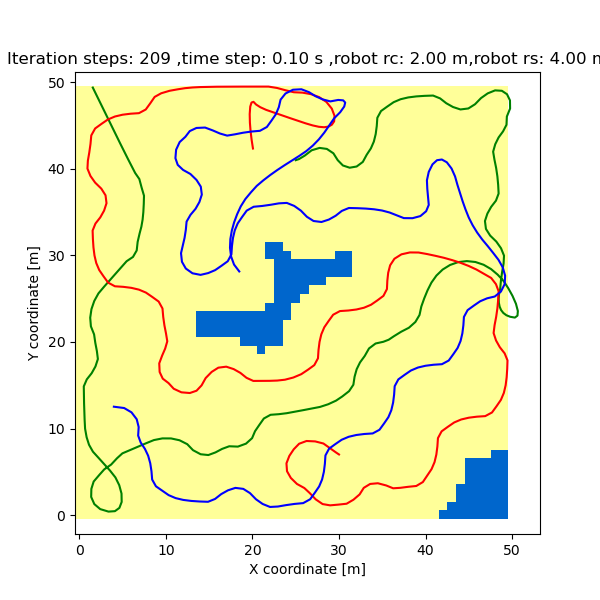 Iteration steps: 209 ,time step: 0.10 s ,robot rc: 2.00 m,robot rs: 4.00 m
50
40
30
20
10
0
Y coordinate [m]
0 10 20 30 40 50
X coordinate [m]